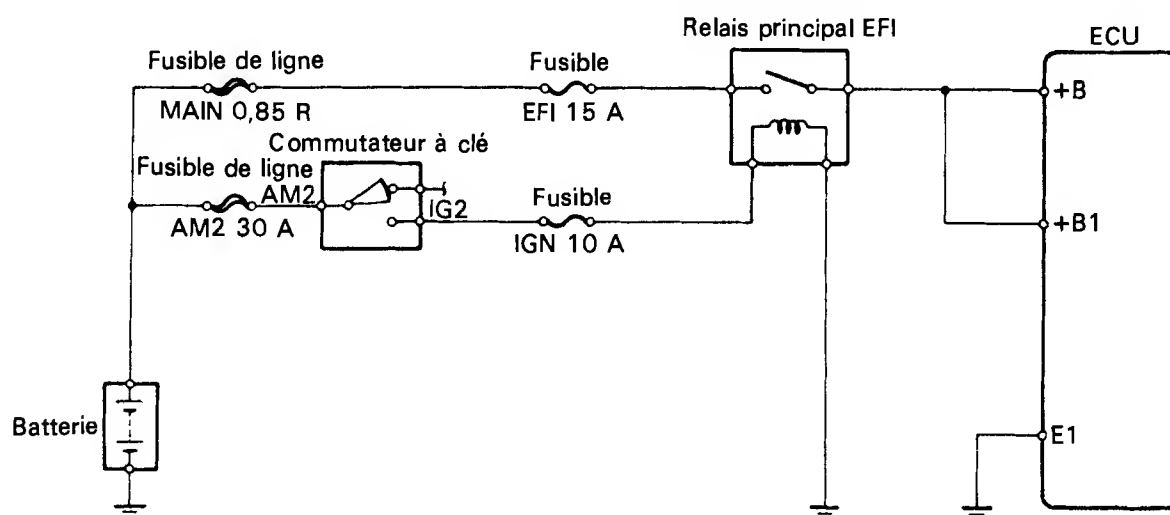 Relais principal EFI
ECU
Fusible de ligne
Fusible
MAIN 0,85 R
EFI 15 A
+B
Commutateur à clé
Fusible de ligne
AM2
Fusible
IG2
AM2 30 A
IGN 10 A
+B1
Batterie
E1